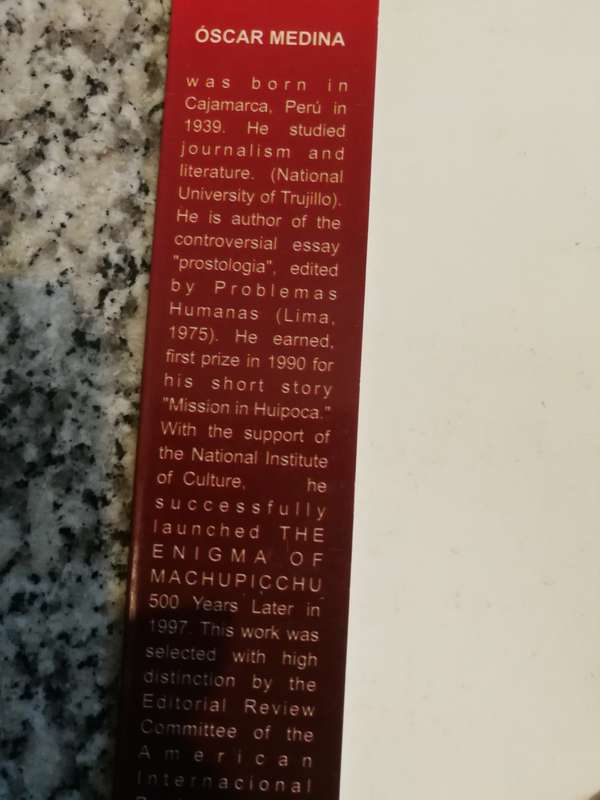 ÓSCAR MEDINA
was born in
Cajamarca, Perú in
1939. He studied
journalism and
literature. (National
University of Trujillo).
He is author of the
controversial essay
"prostologia", edited
by Problemas
Humanas (Lima,
1975). He earned,
first prize in 1990 for
his short story
"Mission in Huipoca."
With the support of
the National Institute
of Culture, he
successfully
launched THE
ENIGMA OF
MACHUPICCHU
500 Years Later in
1997. This work was
selected with high
distinction by the
Editorial Review
Committee of the
American
Internacional